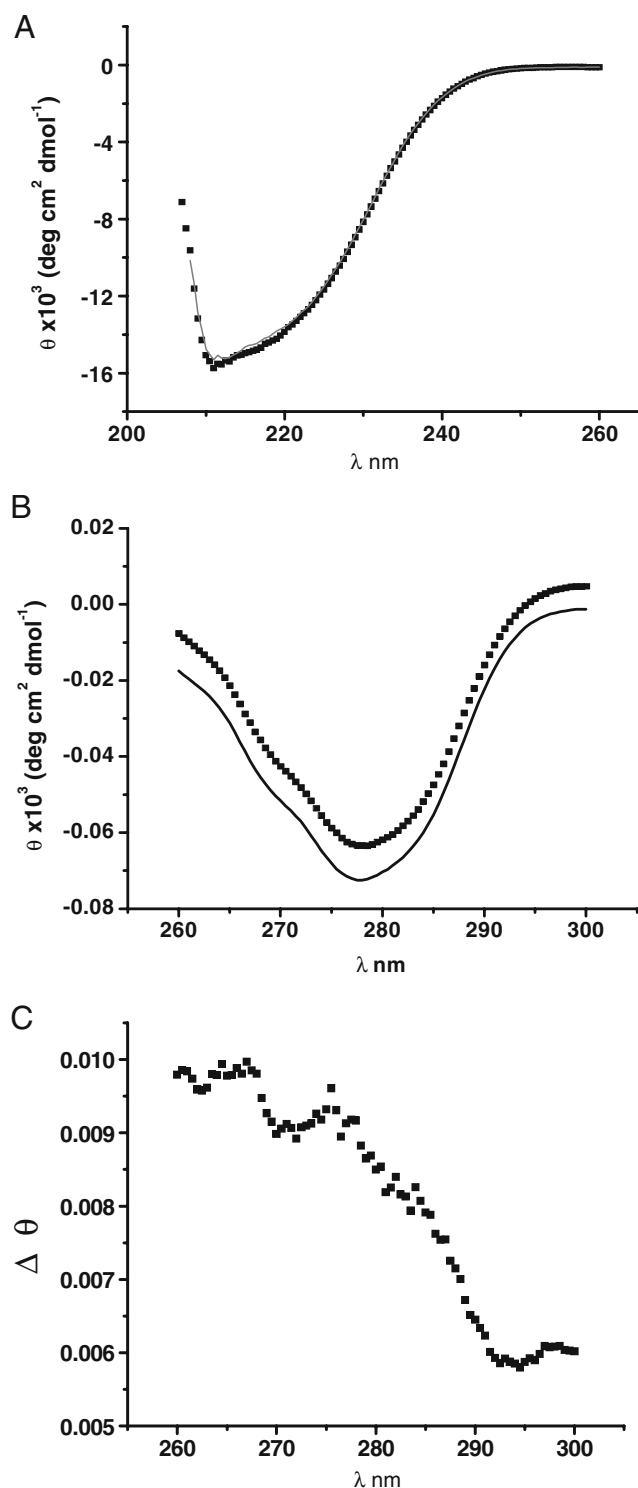 A
0
-4
-8
-12
-16
θ x10³ (deg cm² dmol⁻¹)
200 220 240 260
λ nm
B
0.02
0.00
-0.02
-0.04
-0.06
-0.08
θ x10³ (deg cm² dmol⁻¹)
260 270 280 290 300
λ nm
C
0.010
0.009
0.008
0.007
0.006
0.005
Δ θ
260 270 280 290 300
λ nm